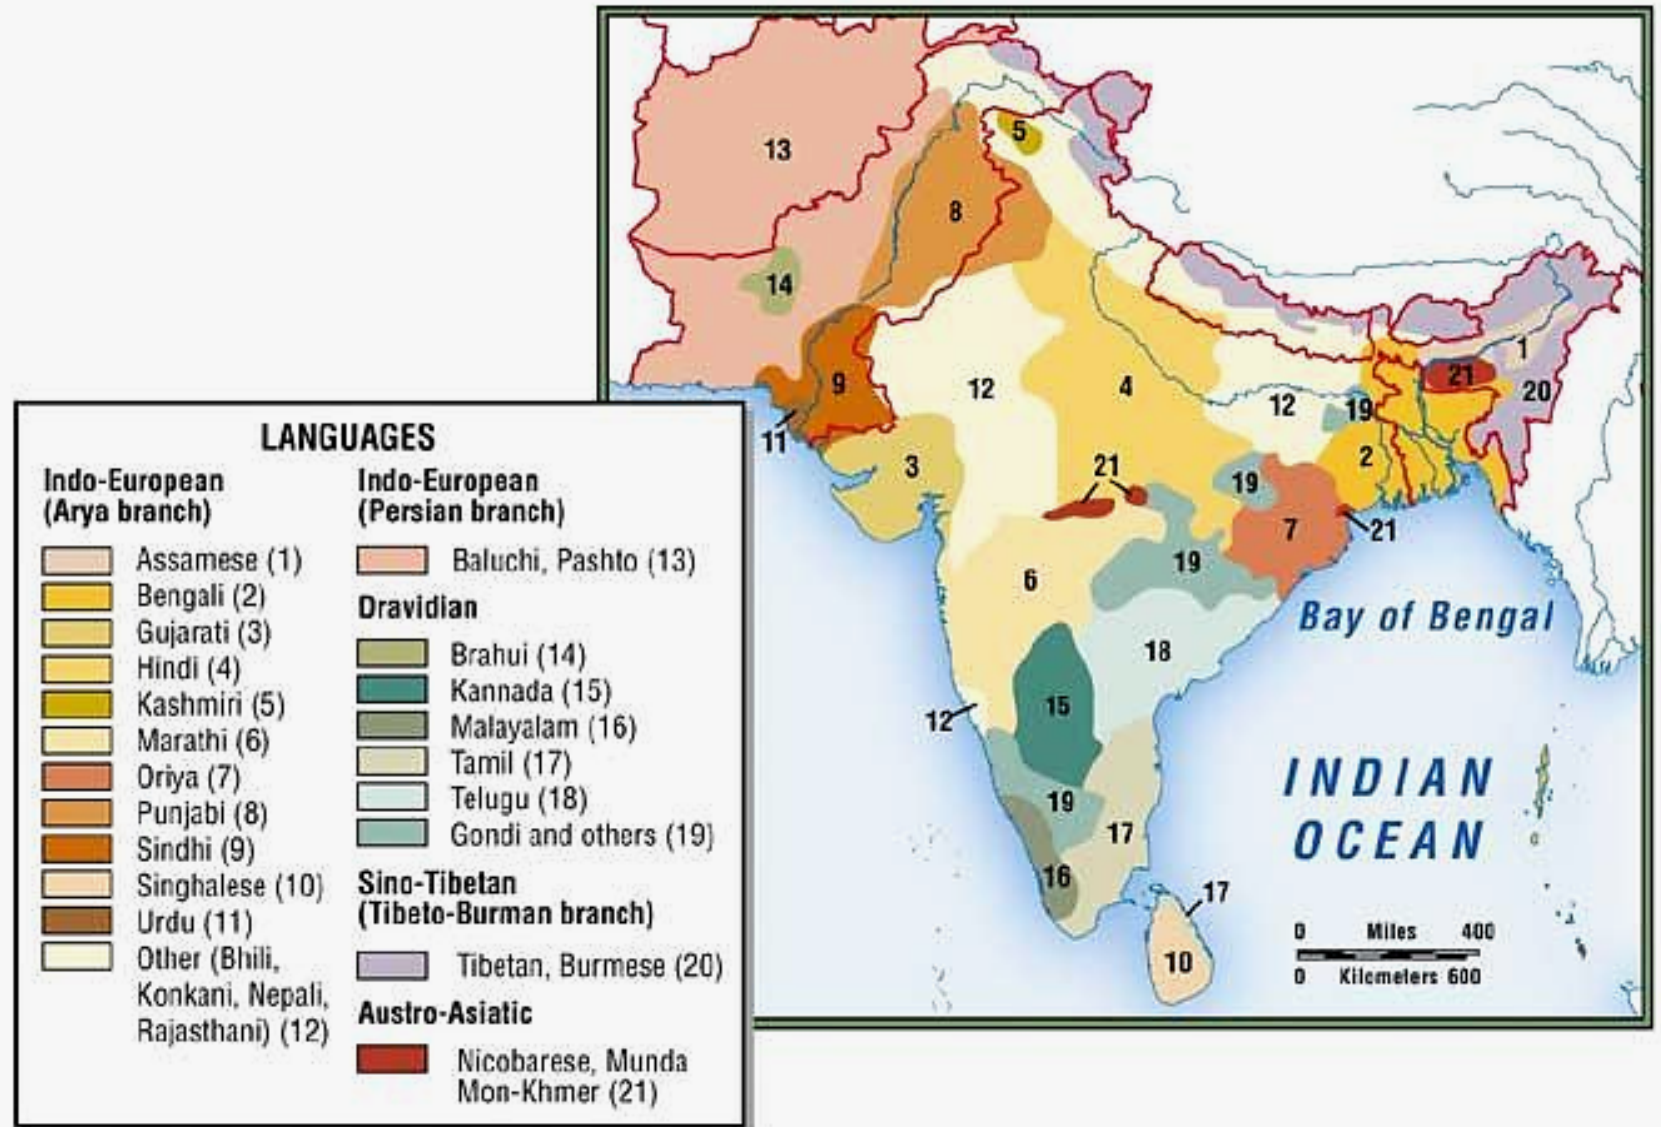 LANGUAGES
Indo-European
(Arya branch)
Assamese (1)
Bengali (2)
Gujarati (3)
Hindi (4)
Kashmiri (5)
Marathi (6)
Oriya (7)
Punjabi (8)
Sindhi (9)
Singhalese (10)
Urdu (11)
Other (Bhili,
Konkani, Nepali,
Rajasthani) (12)
Indo-European
(Persian branch)
Baluchi, Pashto (13)
Dravidian
Brahui (14)
Kannada (15)
Malayalam (16)
Tamil (17)
Telugu (18)
Gondi and others (19)
Sino-Tibetan
(Tibeto-Burman branch)
Tibetan, Burmese (20)
Austro-Asiatic
Nicobarese, Munda
Mon-Khmer (21)
13
5
8
14
1
9
12
4
21
20
12
19
11
3
21
2
19
7
21
19
6
Bay of Bengal
18
15
12
INDIAN
OCEAN
19
17
16
17
10
0 Miles 400
0 Kilometers 600